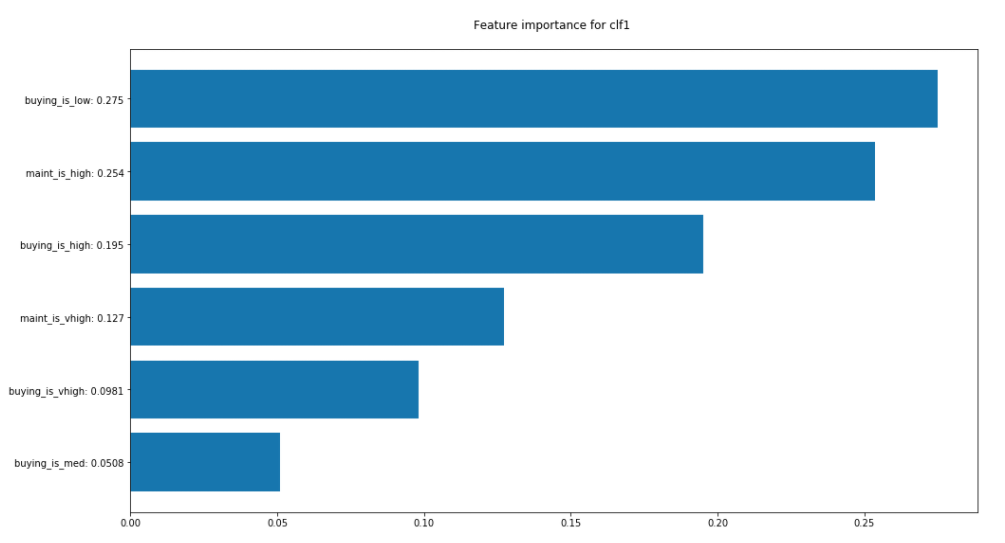 Feature importance for clf1
buying_is_low: 0.275
maint_is_high: 0.254
buying_is_high: 0.195
maint_is_vhigh: 0.127
buying_is_vhigh: 0.0981
buying_is_med: 0.0508
0.00 0.05 0.10 0.15 0.20 0.25